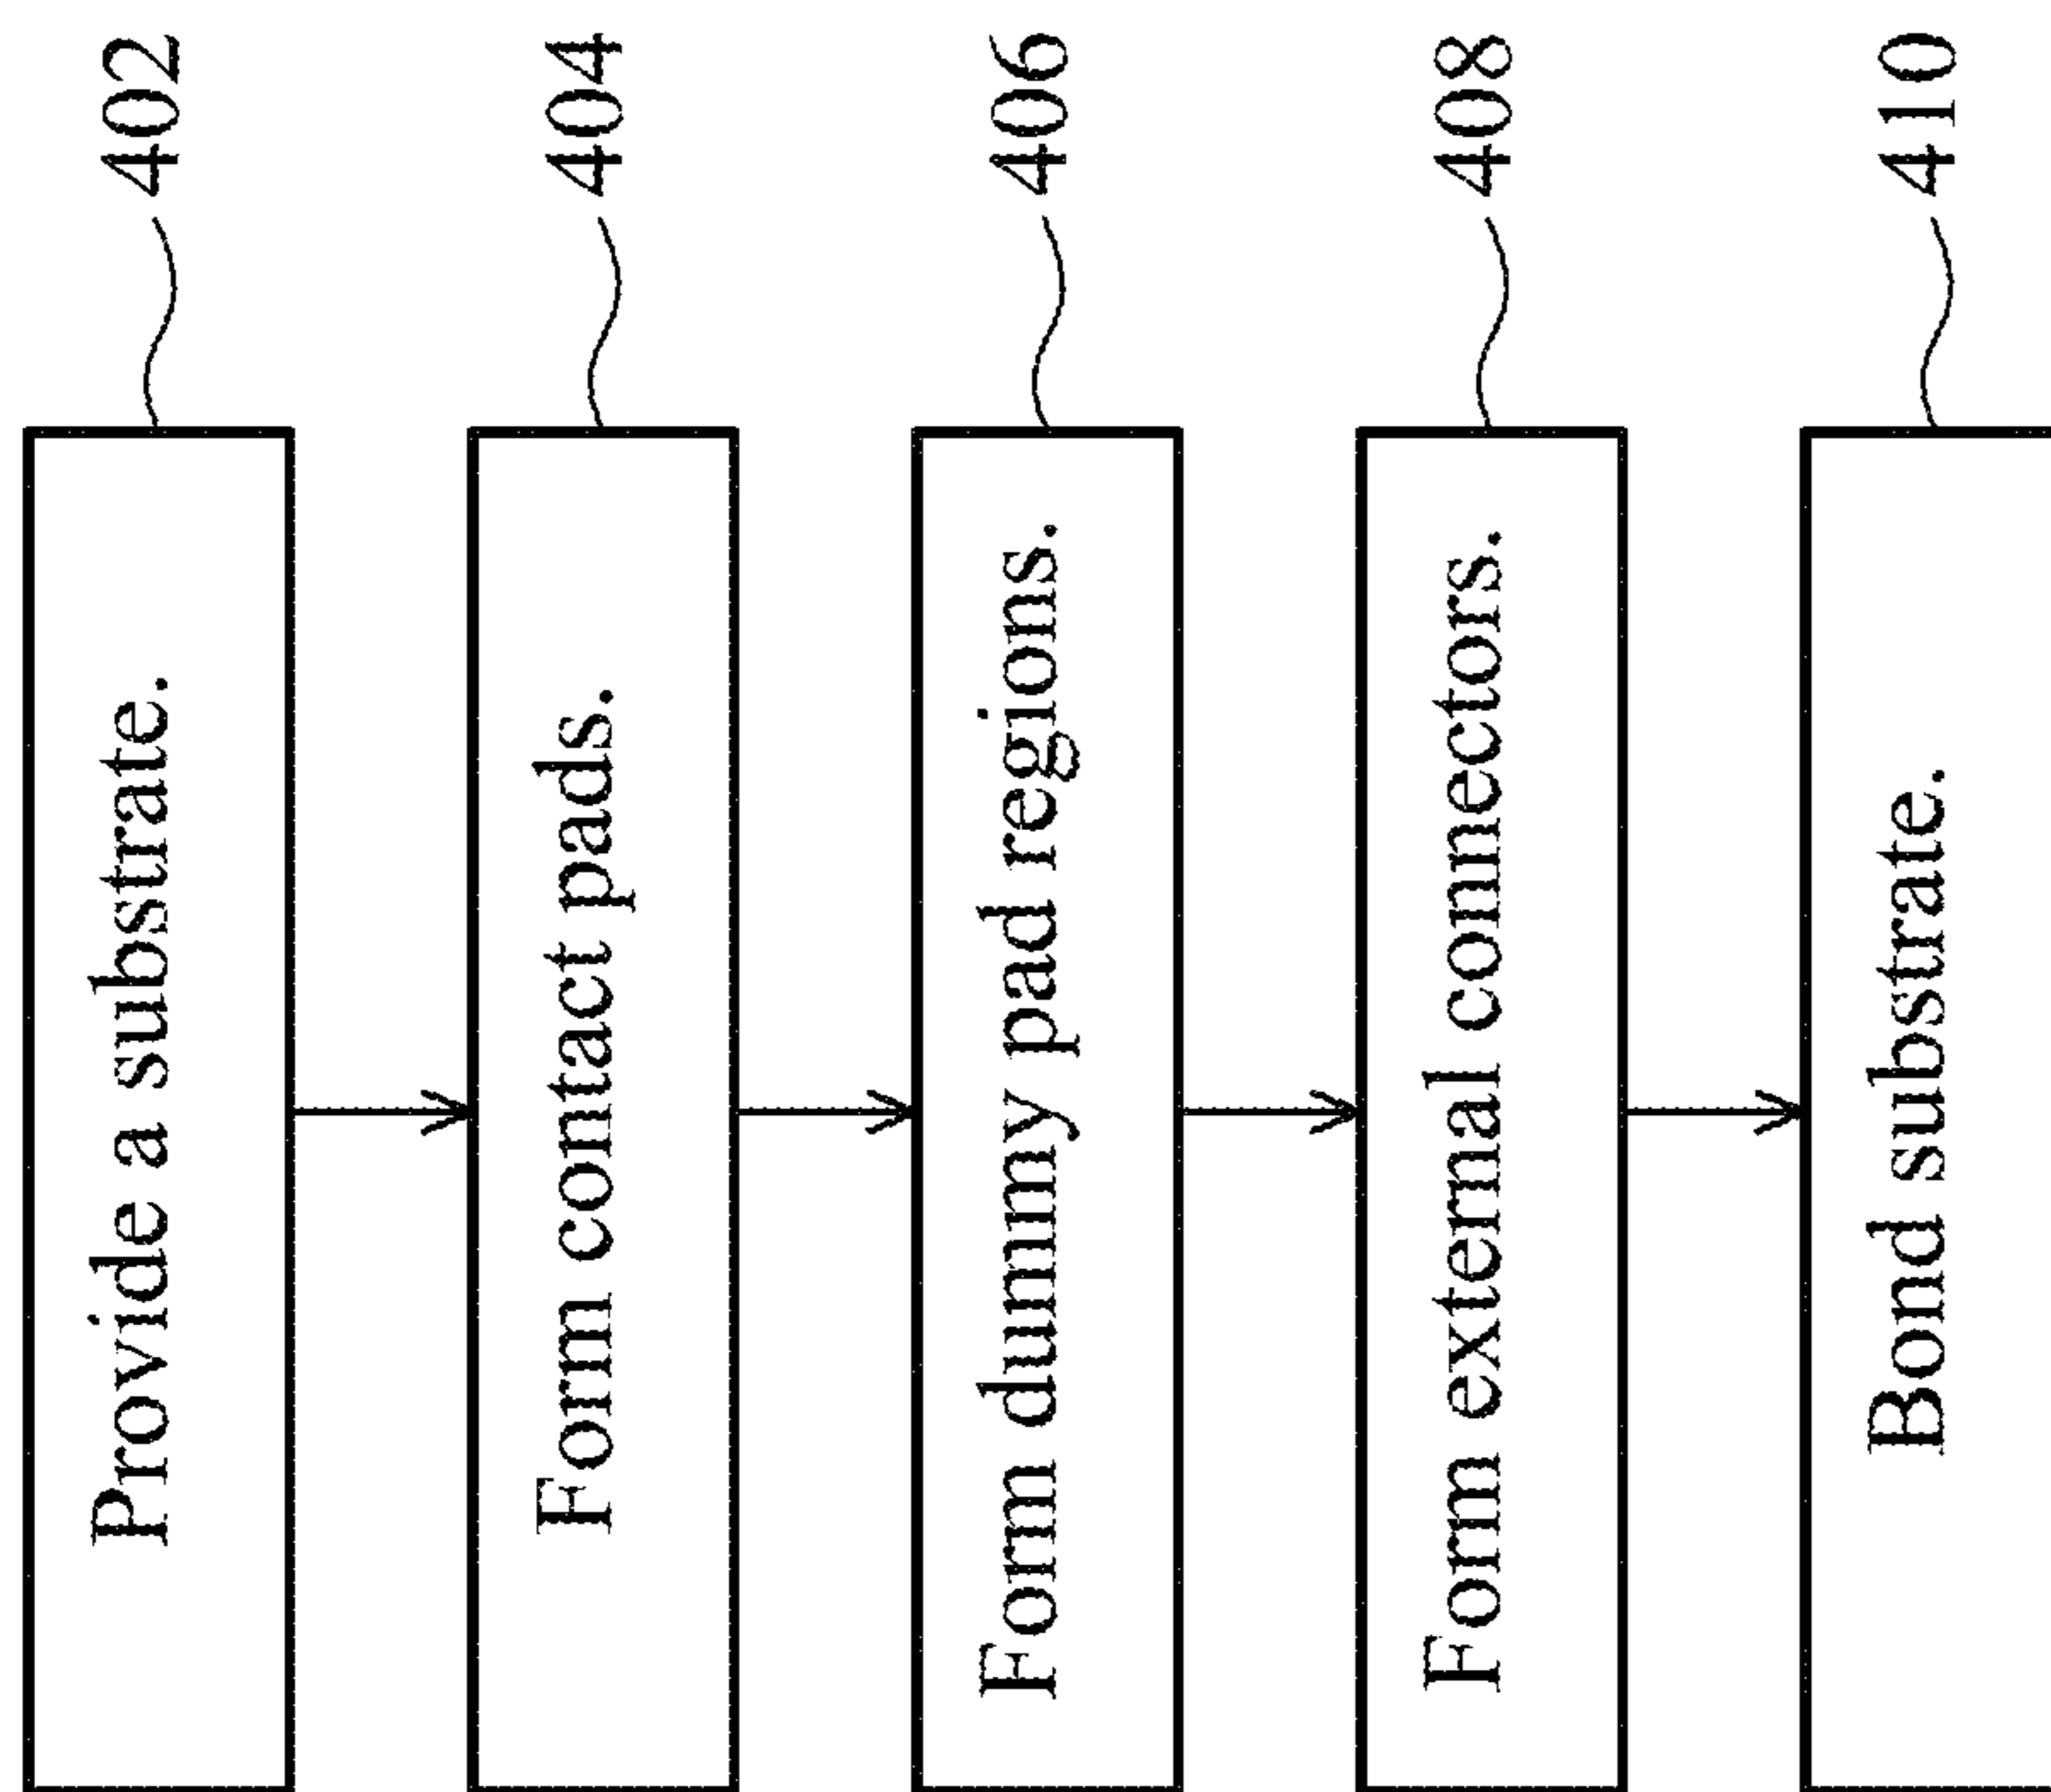 Provide a substrate.
402
Form contact pads.
404
Form dummy pad regions.
406
Form external connectors.
408
Bond substrate.
410